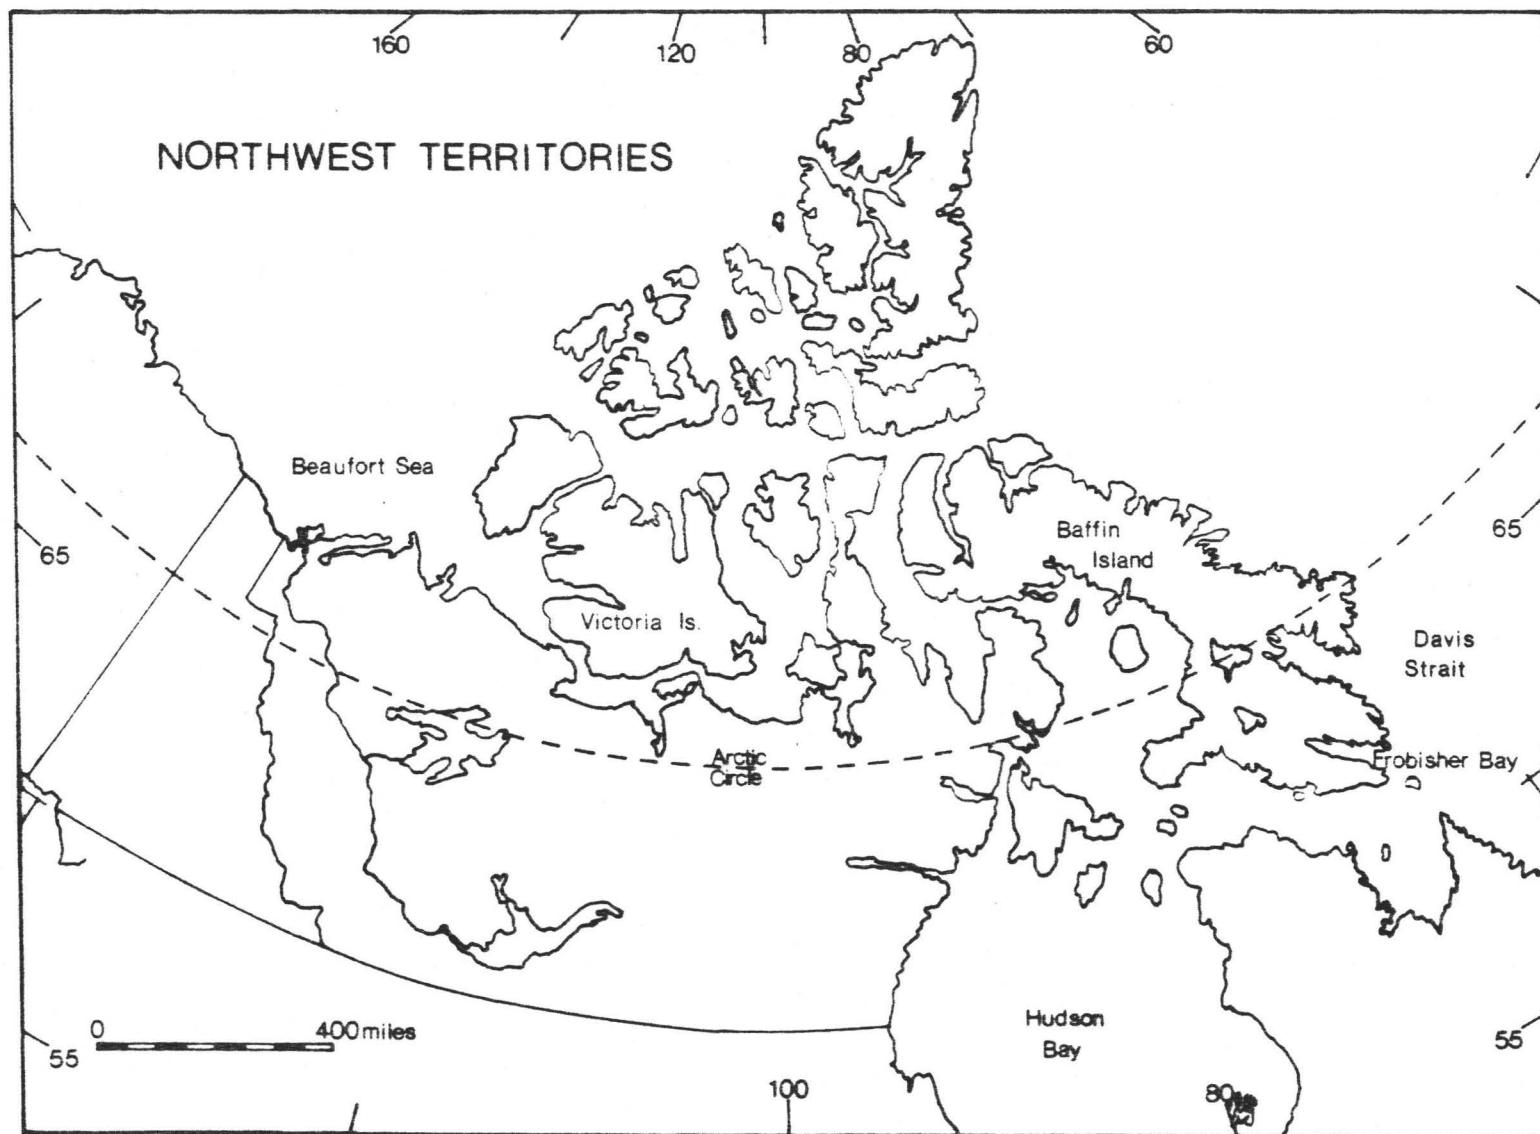 160
120
80
60
NORTHWEST TERRITORIES
Beaufort Sea
Baffin
Island
65
65
Victoria Is.
Davis
Strait
Arctic
Circle
Frobisher Bay
Hudson
Bay
0 400 miles
55
55
100
80